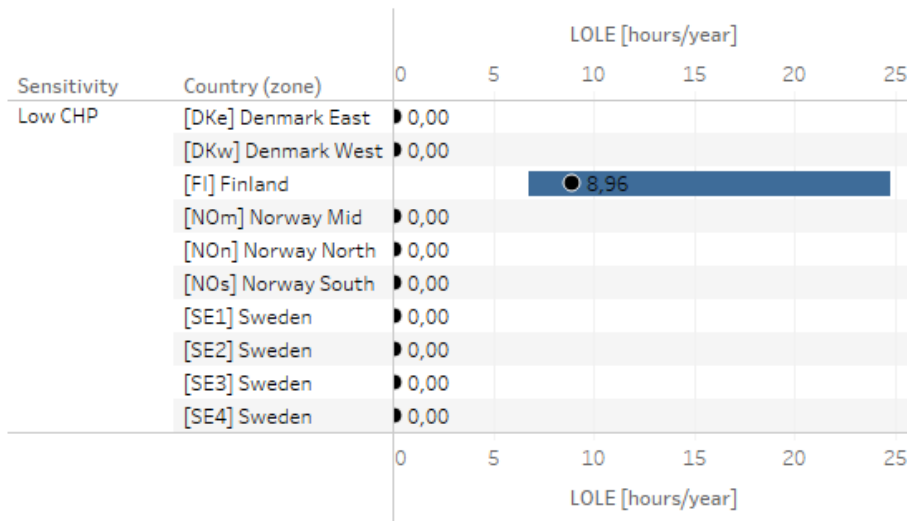 LOLE [hours/year]
Sensitivity Country (zone) 0 5 10 15 20 25
Low CHP [DKe] Denmark East 0,00
[DKw] Denmark West 0,00
[FI] Finland 8,96
[NOm] Norway Mid 0,00
[NOn] Norway North 0,00
[NOs] Norway South 0,00
[SE1] Sweden 0,00
[SE2] Sweden 0,00
[SE3] Sweden 0,00
[SE4] Sweden 0,00
0 5 10 15 20 25
LOLE [hours/year]